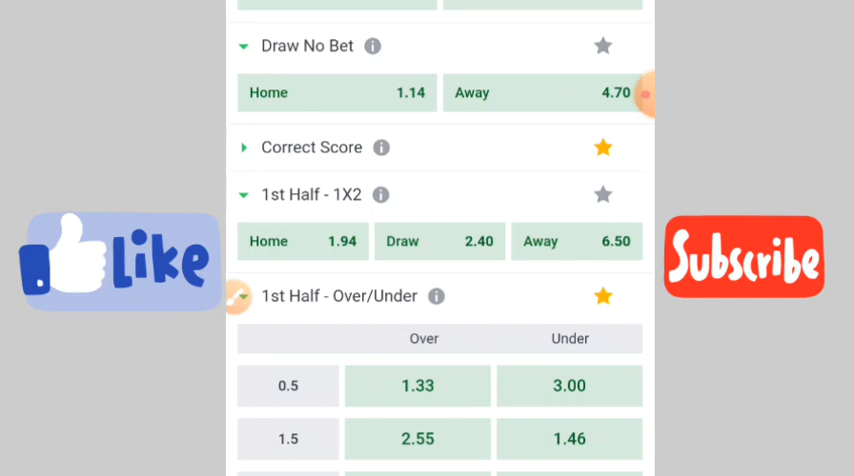 Draw No Bet
Home 1.14 Away 4.70
Correct Score
1st Half - 1X2
Home 1.94 Draw 2.40 Away 6.50
Like
Subscribe
1st Half - Over/Under
Over Under
0.5 1.33 3.00
1.5 2.55 1.46